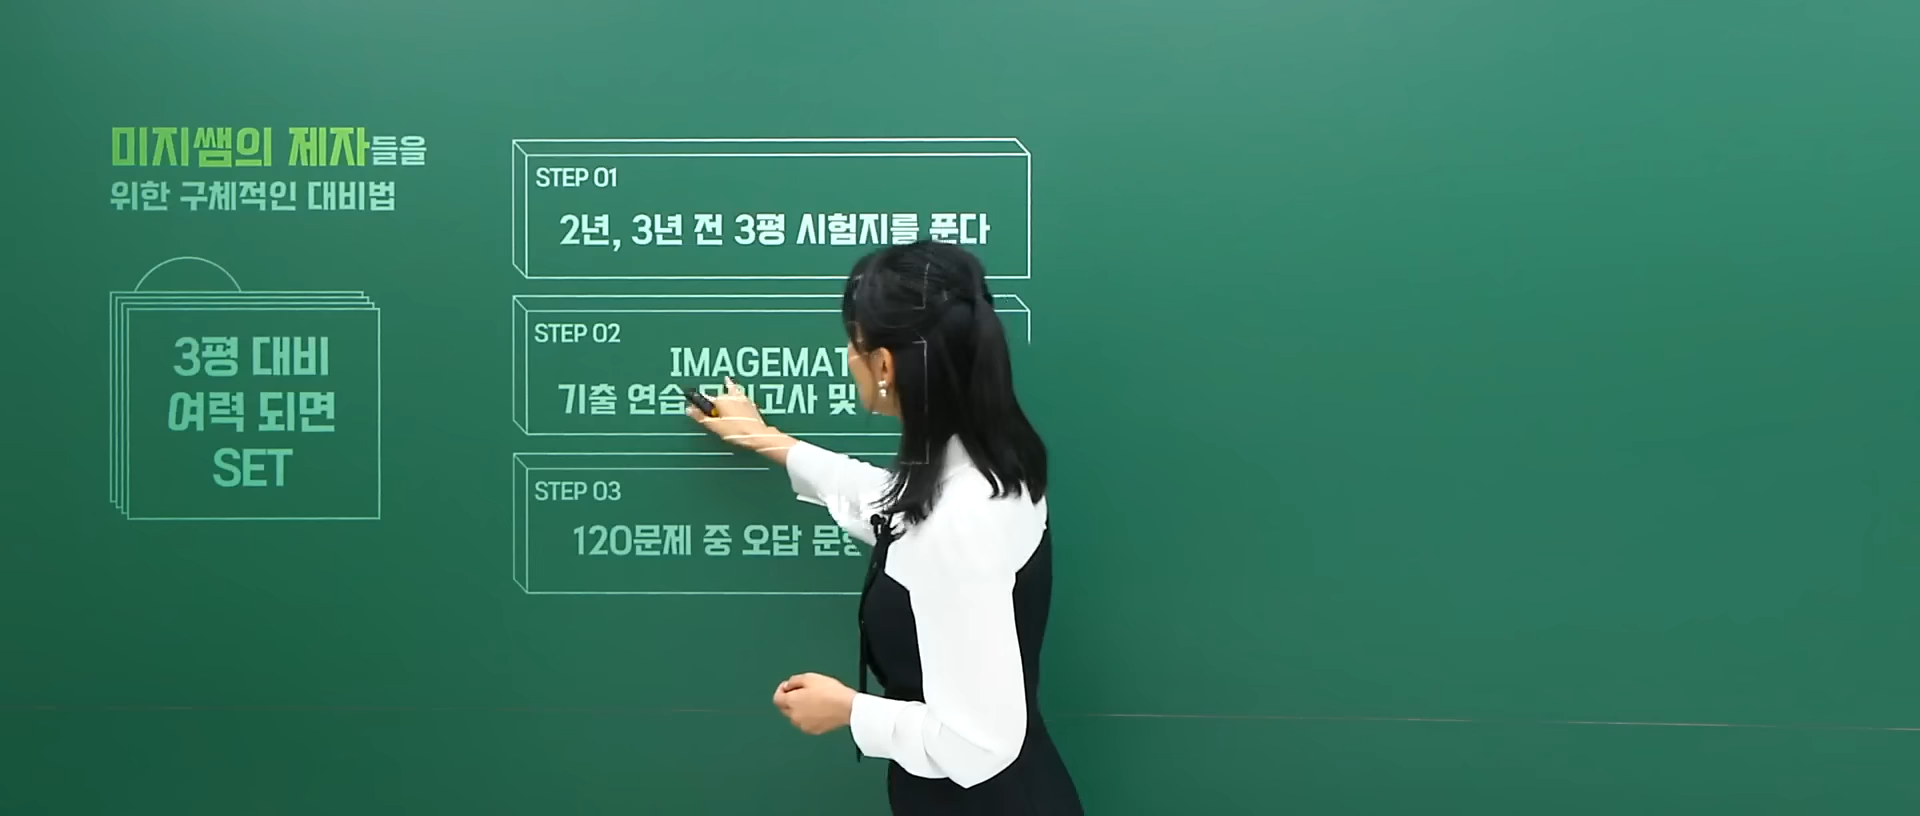 미지쌤의 제자들을
위한 구체적인 대비법
3평 대비
여력 되면
SET
STEP 01
2년, 3년 전 3평 시험지를 푼다
STEP 02
IMAGEMAT
기출 연습 모의고사 및
STEP 03
120문제 중 오답